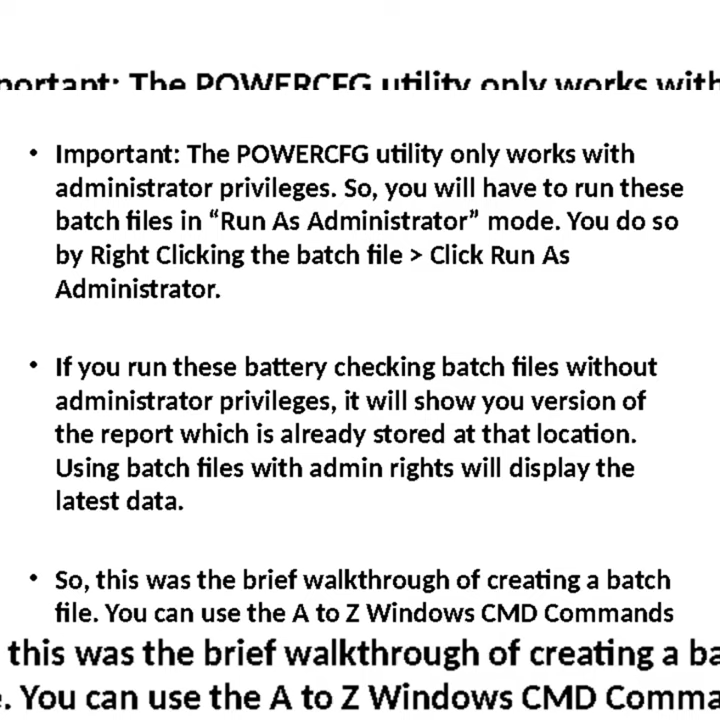 portant: The POWERCFG utility only works with
• Important: The POWERCFG utility only works with
administrator privileges. So, you will have to run these
batch files in “Run As Administrator” mode. You do so
by Right Clicking the batch file > Click Run As
Administrator.
• If you run these battery checking batch files without
administrator privileges, it will show you version of
the report which is already stored at that location.
Using batch files with admin rights will display the
latest data.
• So, this was the brief walkthrough of creating a batch
file. You can use the A to Z Windows CMD Commands
this was the brief walkthrough of creating a ba
. You can use the A to Z Windows CMD Comma